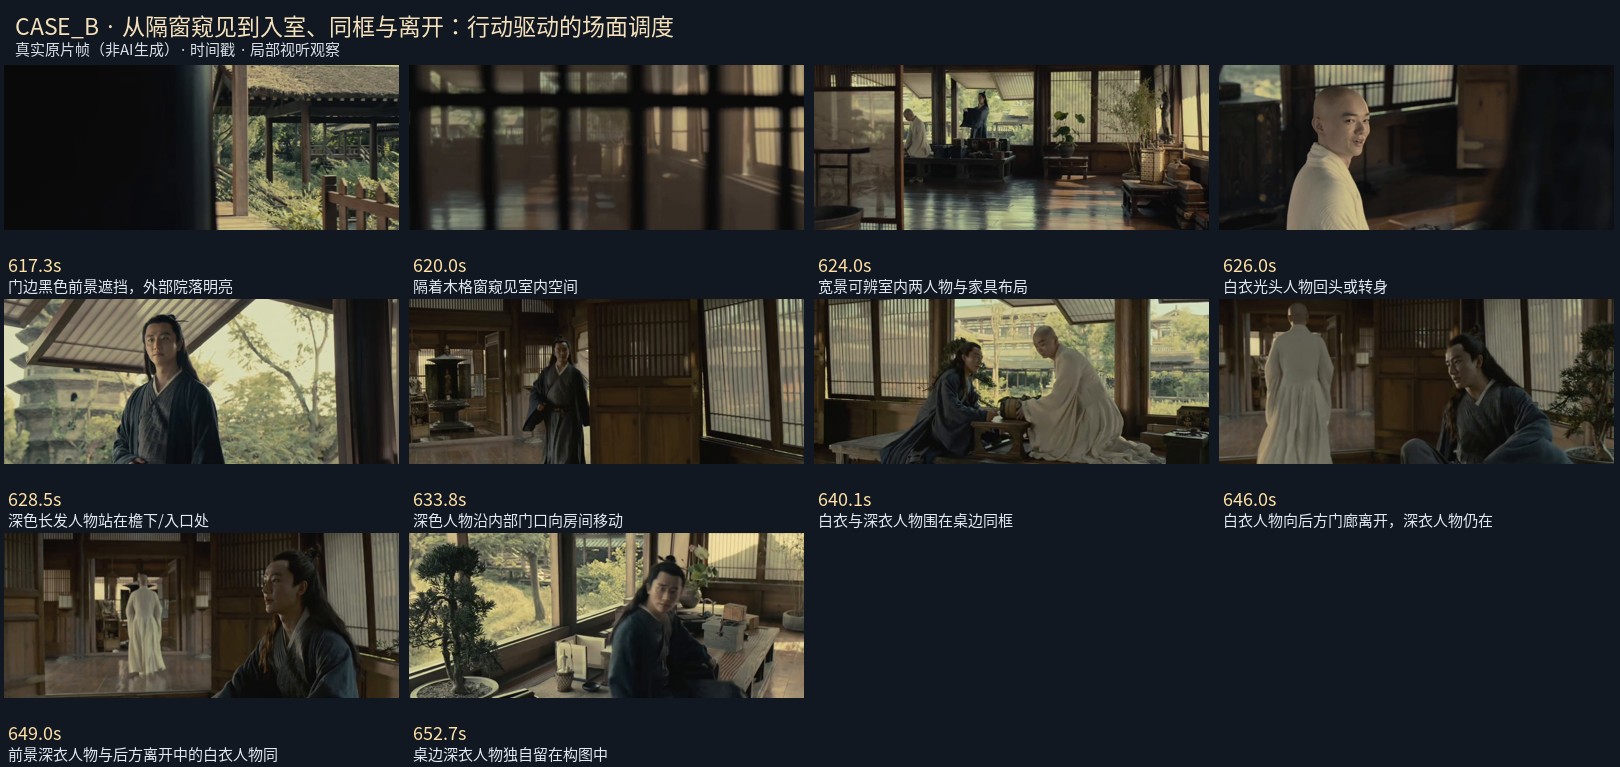 CASE_B · 从隔窗窥见到入室、同框与离开：行动驱动的场面调度
真实原片帧（非AI生成）· 时间戳 · 局部视听观察
617.3s
门边黑色前景遮挡，外部院落明亮
620.0s
隔着木格窗窥见室内空间
624.0s
宽景可辨室内两人物与家具布局
626.0s
白衣光头人物回头或转身
628.5s
深色长发人物站在檐下/入口处
633.8s
深色人物沿内部门口向房间移动
640.1s
白衣与深衣人物围在桌边同框
646.0s
白衣人物向后方门廊离开，深衣人物仍在
649.0s
前景深衣人物与后方离开中的白衣人物同
652.7s
桌边深衣人物独自留在构图中